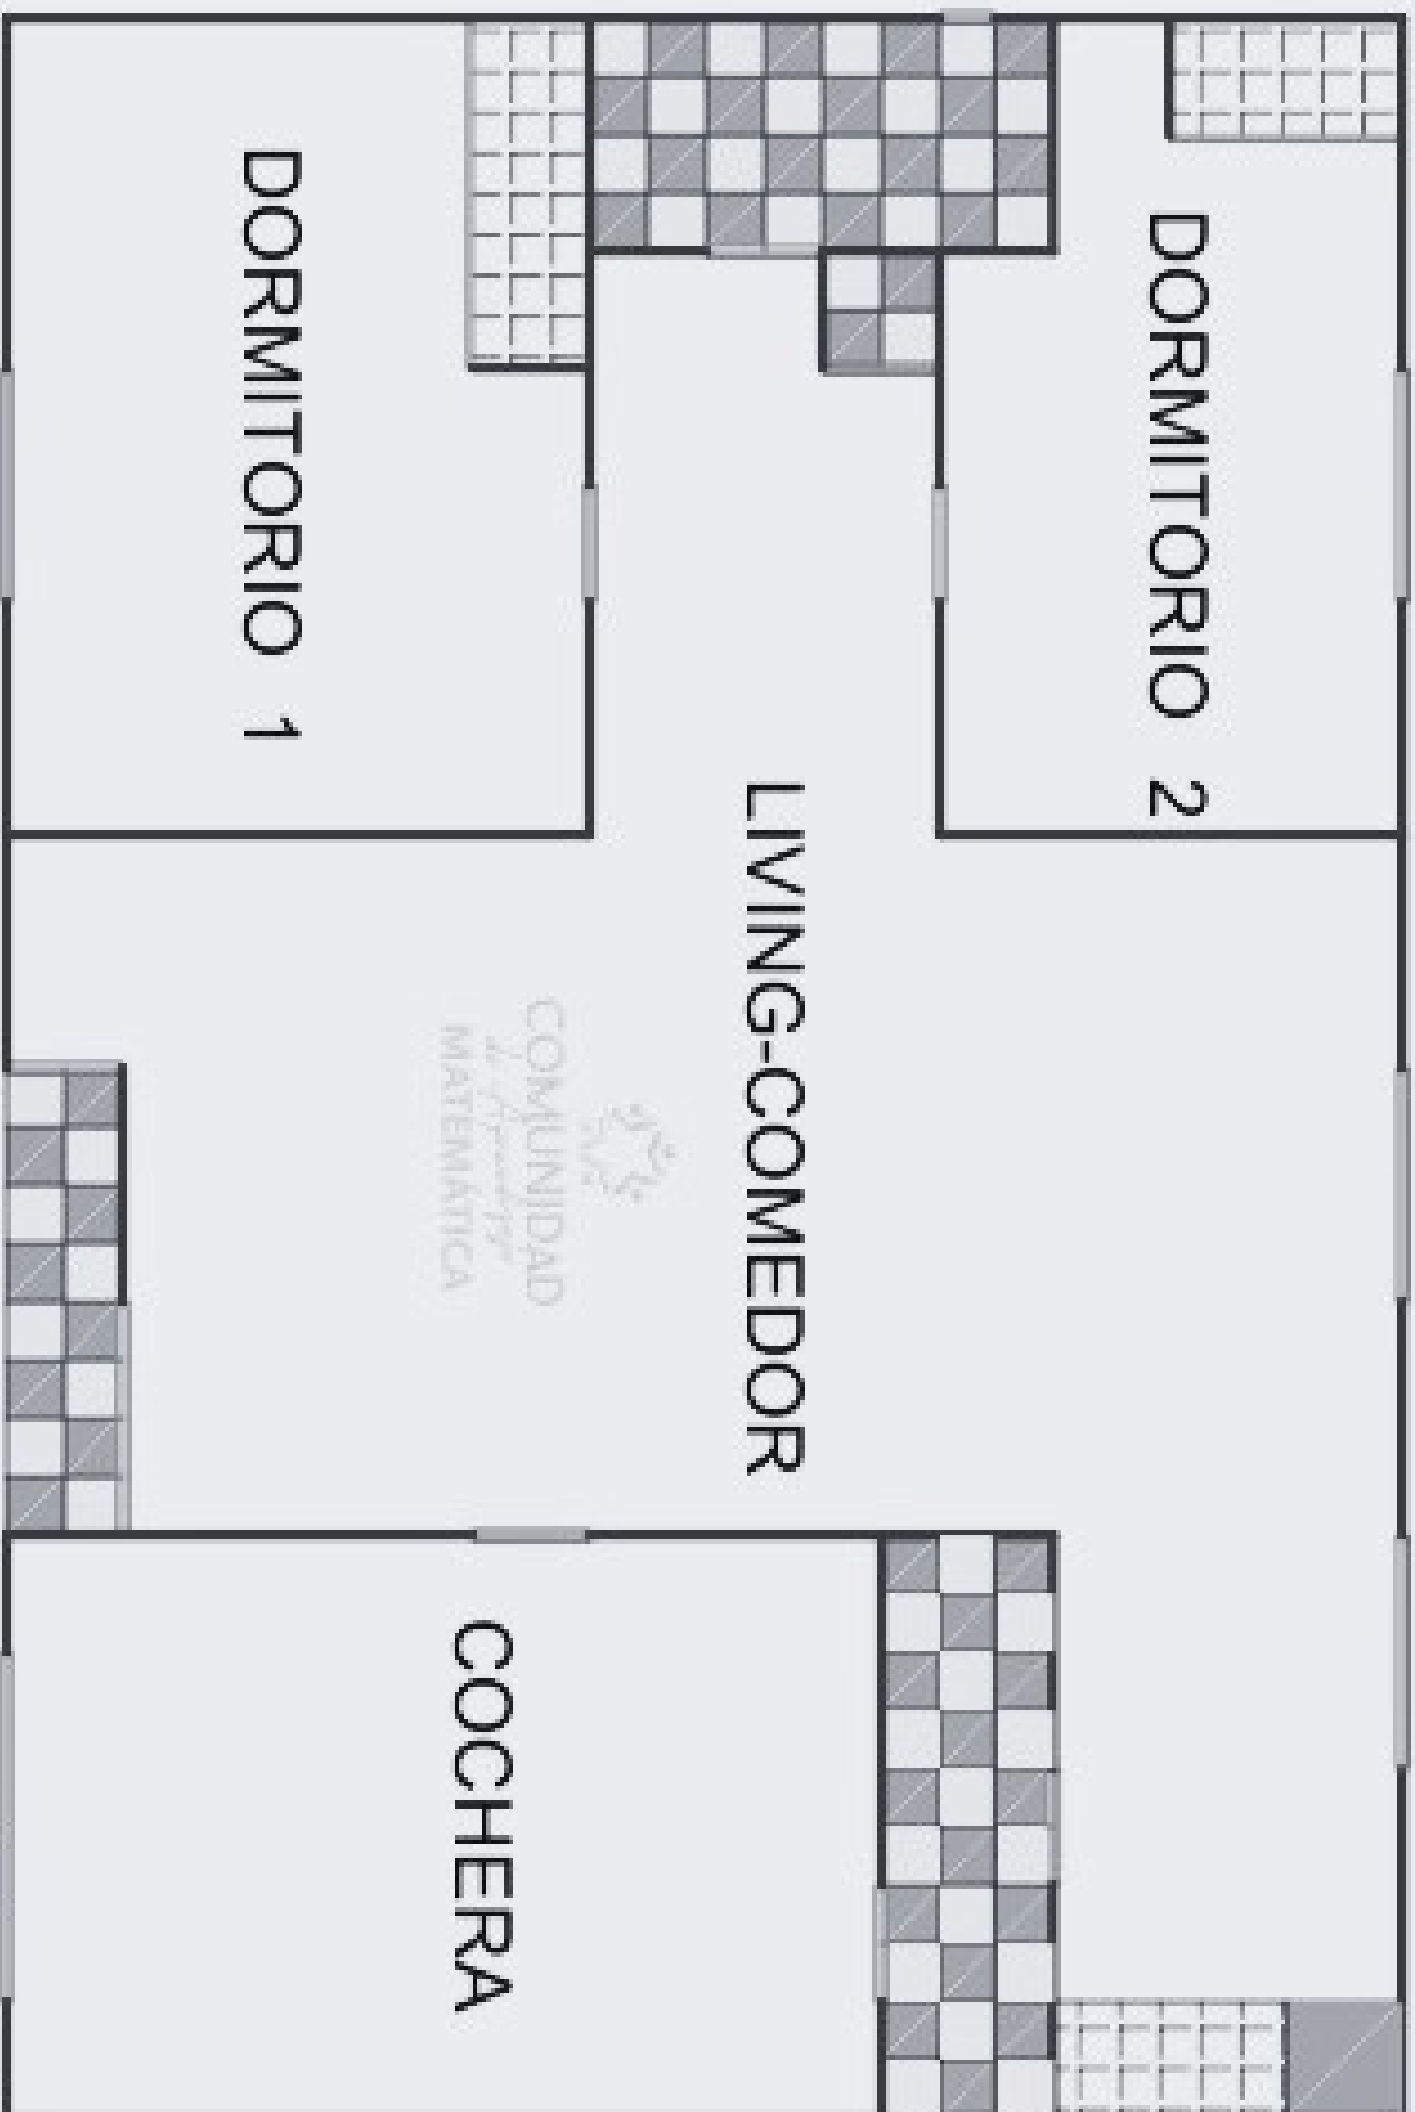 DORMITORIO 2
DORMITORIO 1
LIVING-COMEDOR
COMUNIDAD
MATEMÁTICA
COCHERA